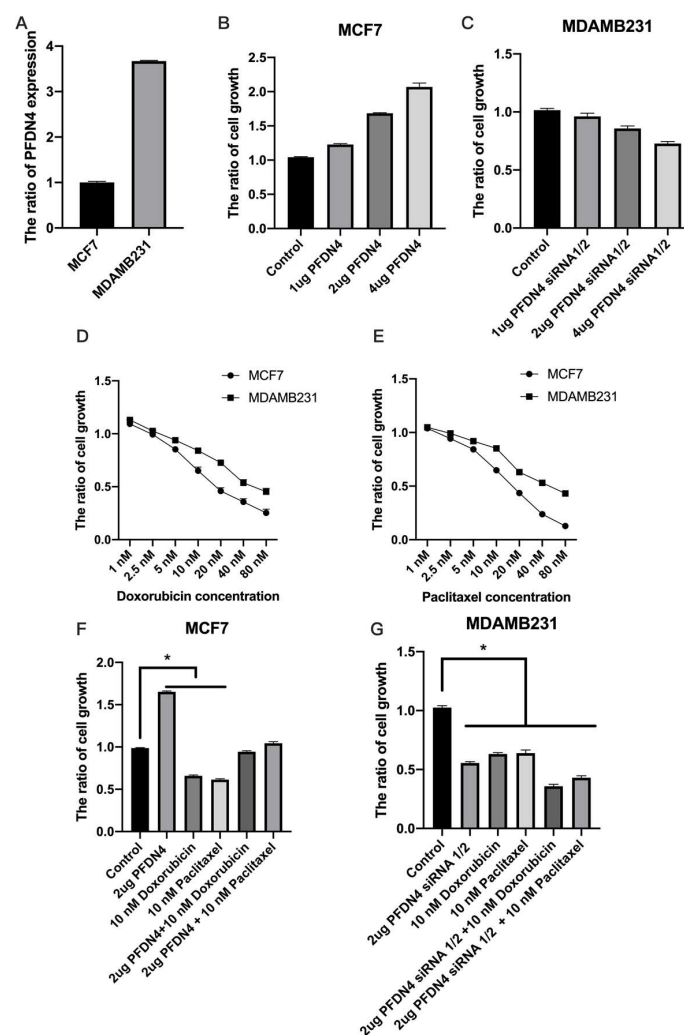 A
The ratio of PFDN4 expression
4
3
2
1
0
MCF7
MDAMB231
B
MCF7
The ratio of cell growth
2.5
2.0
1.5
1.0
0.5
0.0
Control
1ug PFDN4
2ug PFDN4
4ug PFDN4
C
MDAMB231
The ratio of cell growth
1.5
1.0
0.5
0.0
Control
1ug PFDN4 siRNA1/2
2ug PFDN4 siRNA1/2
4ug PFDN4 siRNA1/2
D
The ratio of cell growth
1.5
1.0
0.5
0.0
MCF7
MDAMB231
1 nM
2.5 nM
5 nM
10 nM
20 nM
40 nM
80 nM
Doxorubicin concentration
E
The ratio of cell growth
1.5
1.0
0.5
0.0
MCF7
MDAMB231
1 nM
2.5 nM
5 nM
10 nM
20 nM
40 nM
80 nM
Paclitaxel concentration
F
MCF7
The ratio of cell growth
2.0
1.5
1.0
0.5
0.0
*
Control
2ug PFDN4
10 nM Doxorubicin
10 nM Paclitaxel
2ug PFDN4+10 nM Doxorubicin
2ug PFDN4 + 10 nM Paclitaxel
G
MDAMB231
The ratio of cell growth
1.5
1.0
0.5
0.0
*
Control
2ug PFDN4 siRNA 1/2
10 nM Doxorubicin
10 nM Paclitaxel
2ug PFDN4 siRNA 1/2 +10 nM Doxorubicin
2ug PFDN4 siRNA 1/2 + 10 nM Paclitaxel